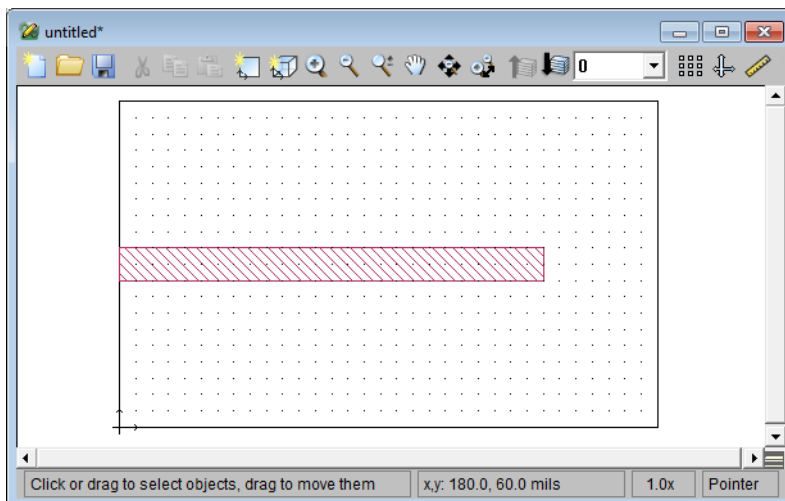 untitled*
0
Click or drag to select objects, drag to move them
x,y: 180.0, 60.0 mils
1.0x
Pointer